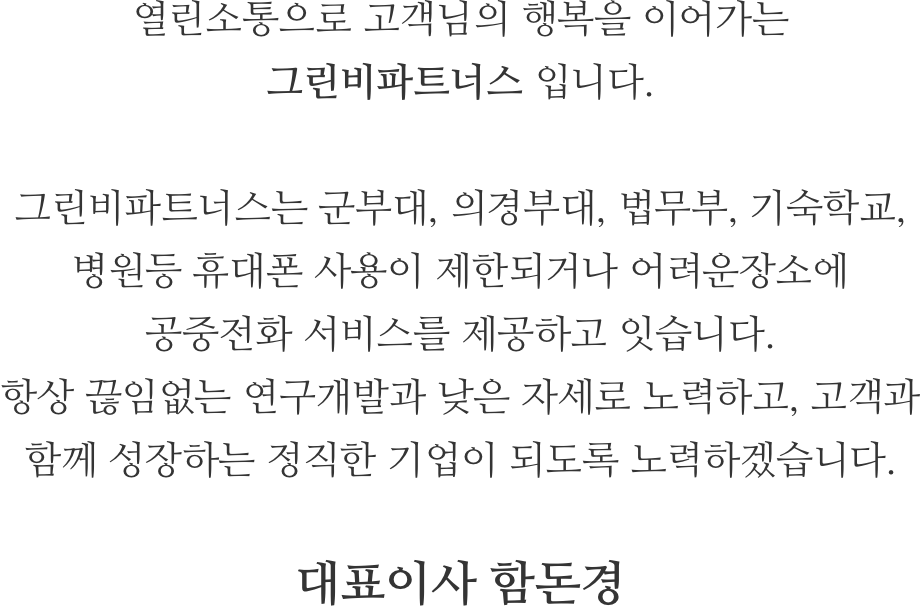 열린소통으로 고객님의 행복을 이어가는
그린비파트너스 입니다.
그린비파트너스는 군부대, 의경부대, 법무부, 기숙학교,
병원등 휴대폰 사용이 제한되거나 어려운장소에
공중전화 서비스를 제공하고 잇습니다.
항상 끊임없는 연구개발과 낮은 자세로 노력하고, 고객과
함께 성장하는 정직한 기업이 되도록 노력하겠습니다.
대표이사 함돈경